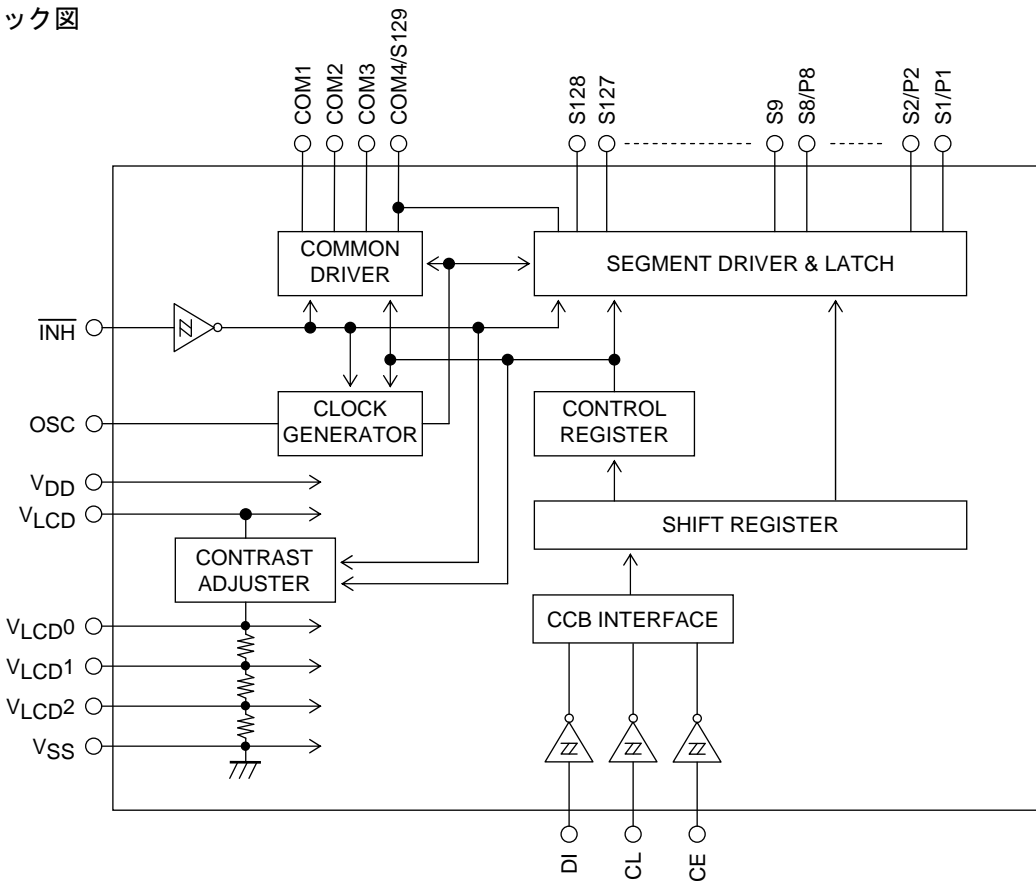 ック図
COM1
COM2
COM3
COM4/S129
S128
S127
S9
S8/P8
S2/P2
S1/P1
COMMON
DRIVER
SEGMENT DRIVER & LATCH
INH
OSC
CLOCK
GENERATOR
CONTROL
REGISTER
VDD
VLCD
SHIFT REGISTER
CONTRAST
ADJUSTER
CCB INTERFACE
VLCD0
VLCD1
VLCD2
VSS
DI
CL
CE